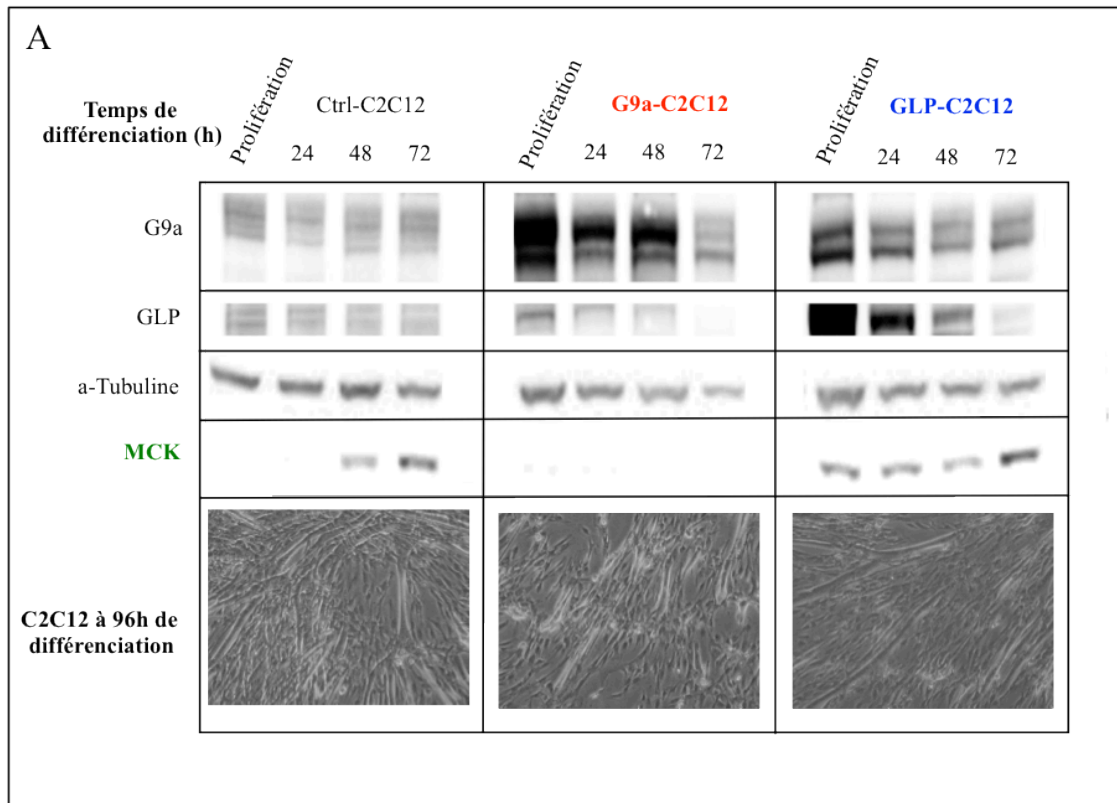 A
Temps de
différenciation (h)
Prolifération
Ctrl-C2C12
24
48
72
Prolifération
G9a-C2C12
24
48
72
Prolifération
GLP-C2C12
24
48
72
G9a
GLP
a-Tubuline
MCK
C2C12 à 96h de
différenciation